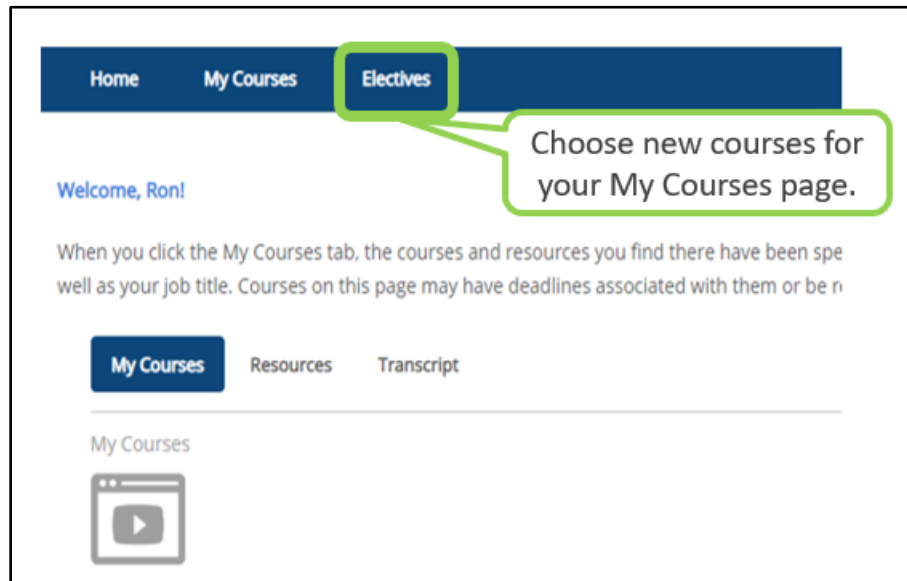 Home My Courses Electives
Choose new courses for
your My Courses page.
Welcome, Ron!
When you click the My Courses tab, the courses and resources you find there have been spe
well as your job title. Courses on this page may have deadlines associated with them or be r
My Courses Resources Transcript
My Courses